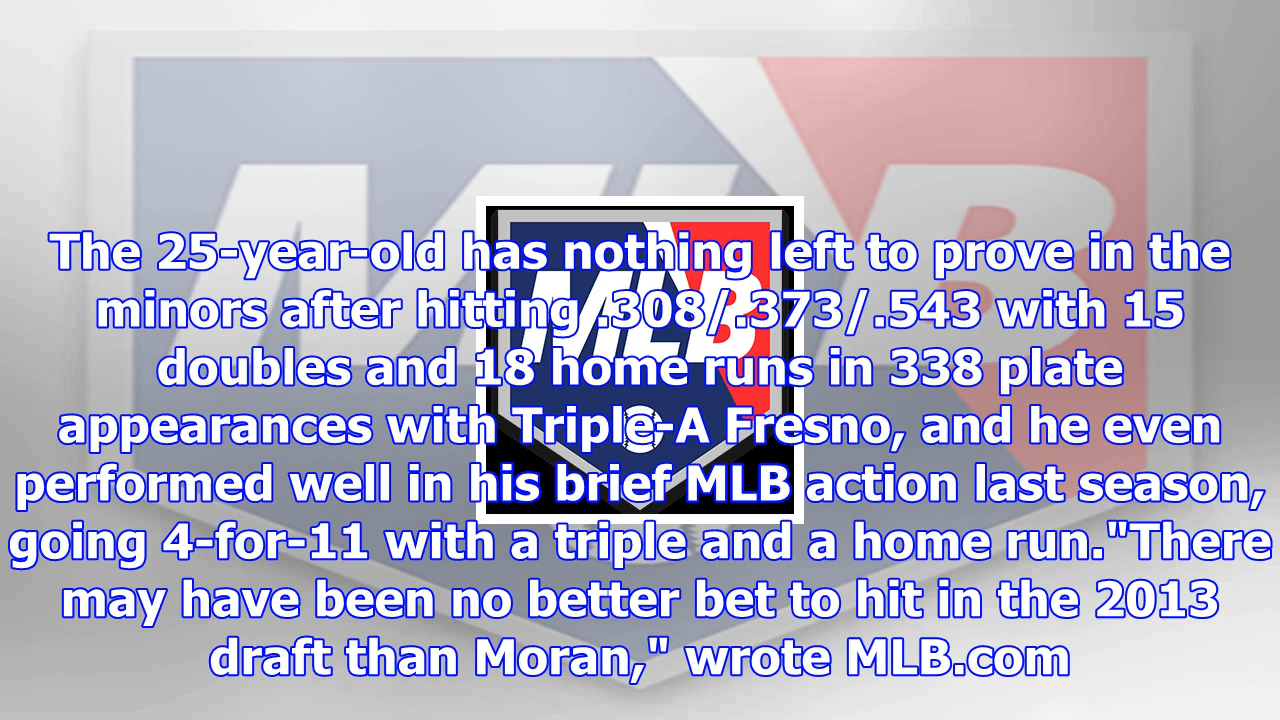 MLB
MLB
The 25-year-old has nothing left to prove in the
minors after hitting .308/.373/.543 with 15
doubles and 18 home runs in 338 plate
appearances with Triple-A Fresno, and he even
performed well in his brief MLB action last season,
going 4-for-11 with a triple and a home run."There
may have been no better bet to hit in the 2013
draft than Moran," wrote MLB.com